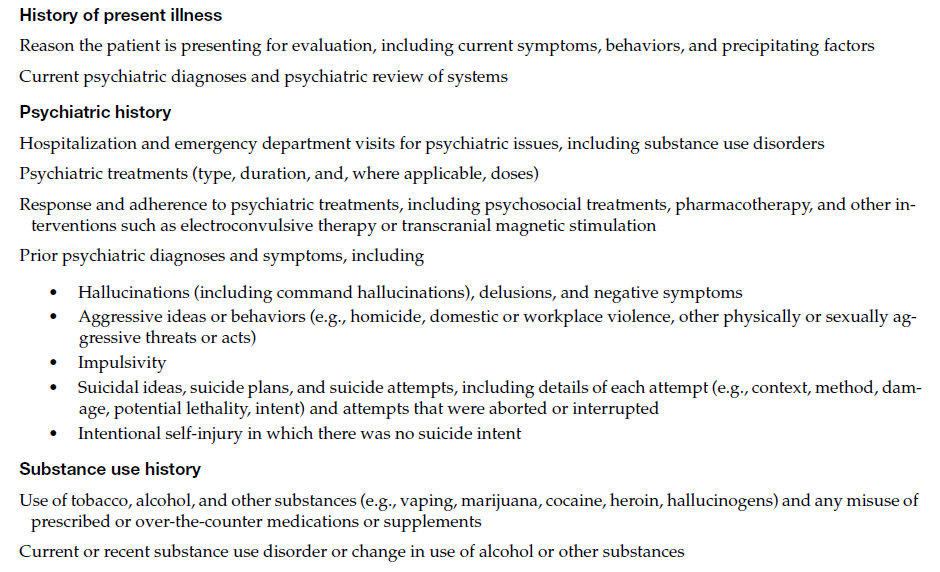 History of present illness
Reason the patient is presenting for evaluation, including current symptoms, behaviors, and precipitating factors
Current psychiatric diagnoses and psychiatric review of systems
Psychiatric history
Hospitalization and emergency department visits for psychiatric issues, including substance use disorders
Psychiatric treatments (type, duration, and, where applicable, doses)
Response and adherence to psychiatric treatments, including psychosocial treatments, pharmacotherapy, and other in-
terventions such as electroconvulsive therapy or transcranial magnetic stimulation
Prior psychiatric diagnoses and symptoms, including
• Hallucinations (including command hallucinations), delusions, and negative symptoms
• Aggressive ideas or behaviors (e.g., homicide, domestic or workplace violence, other physically or sexually ag-
gressive threats or acts)
• Impulsivity
• Suicidal ideas, suicide plans, and suicide attempts, including details of each attempt (e.g., context, method, dam-
age, potential lethality, intent) and attempts that were aborted or interrupted
• Intentional self-injury in which there was no suicide intent
Substance use history
Use of tobacco, alcohol, and other substances (e.g., vaping, marijuana, cocaine, heroin, hallucinogens) and any misuse of
prescribed or over-the-counter medications or supplements
Current or recent substance use disorder or change in use of alcohol or other substances